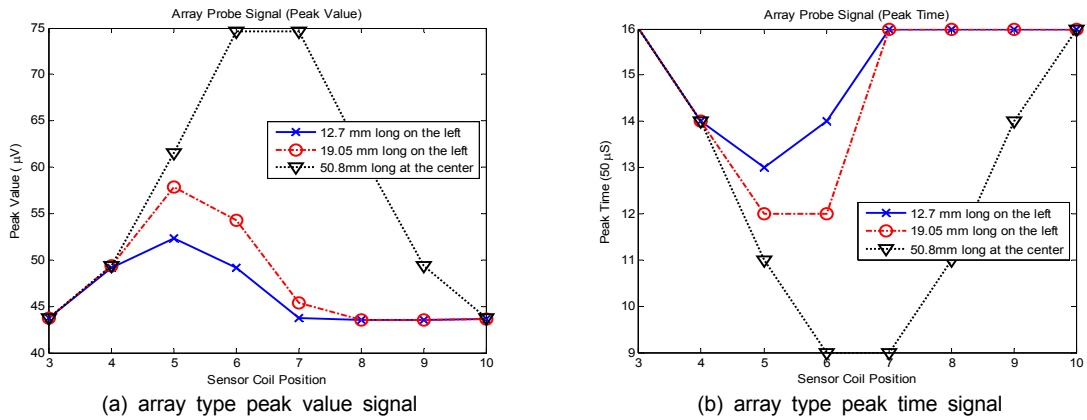 Array Probe Signal (Peak Value)
75
70
65
60
55
50
45
40
Peak Value ( μV)
12.7 mm long on the left
19.05 mm long on the left
50.8mm long at the center
3 4 5 6 7 8 9 10
Sensor Coil Position
(a) array type peak value signal
Array Probe Signal (Peak Time)
16
15
14
13
12
11
10
9
Peak Time (50 μS)
12.7 mm long on the left
19.05 mm long on the left
50.8mm long at the center
3 4 5 6 7 8 9 10
Sensor Coil Position
(b) array type peak time signal